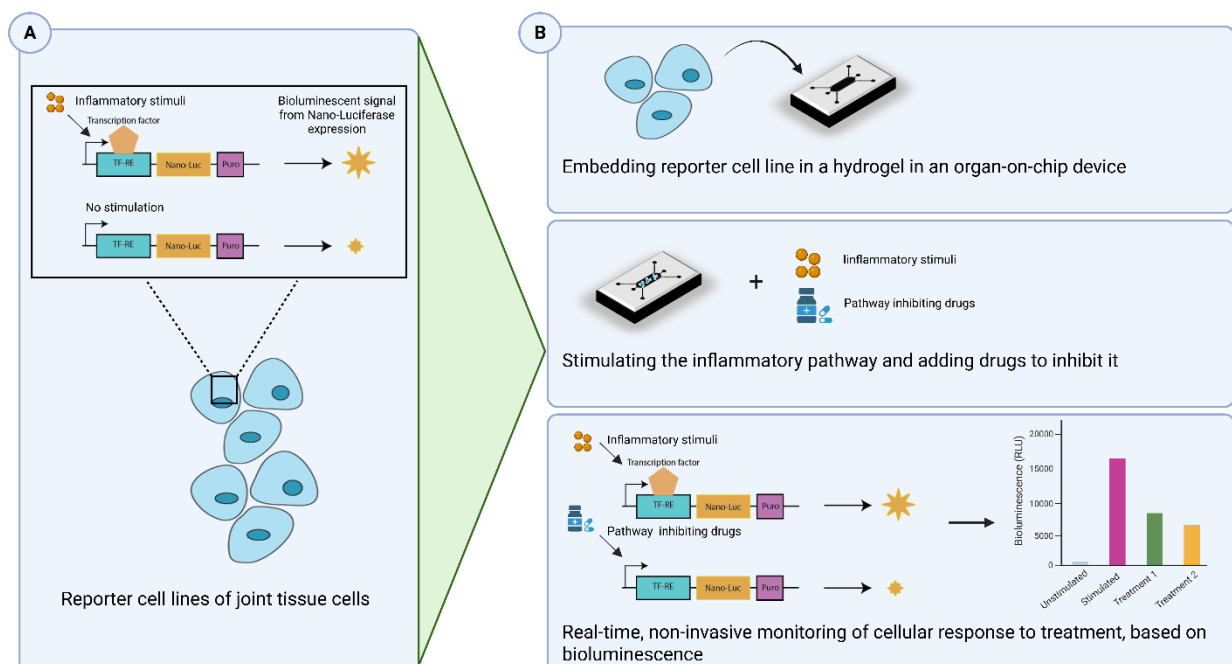 A
Inflammatory stimuli
Transcription factor
TF-RE
Nano-Luc
Puro
Bioluminescent signal
from Nano-Luciferase
expression
No stimulation
TF-RE
Nano-Luc
Puro
Reporter cell lines of joint tissue cells
B
Embedding reporter cell line in a hydrogel in an organ-on-chip device
+
Iinflammatory stimuli
Pathway inhibiting drugs
Stimulating the inflammatory pathway and adding drugs to inhibit it
Inflammatory stimuli
Transcription factor
TF-RE
Nano-Luc
Puro
Pathway inhibiting drugs
TF-RE
Nano-Luc
Puro
Bioluminescence (RLU)
20000
15000
10000
5000
0
Unstimulated
Stimulated
Treatment 1
Treatment 2
Real-time, non-invasive monitoring of cellular response to treatment, based on
bioluminescence